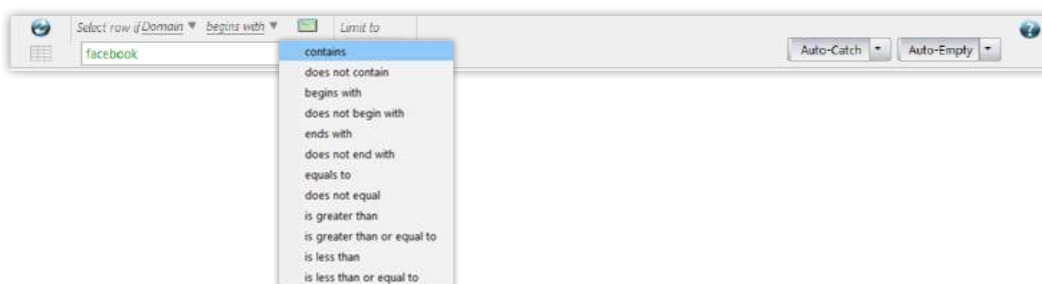 Select row if Domain ▼ begins with ▼ Limit to
facebook
Auto-Catch Auto-Empty
contains
does not contain
begins with
does not begin with
ends with
does not end with
equals to
does not equal
is greater than
is greater than or equal to
is less than
is less than or equal to